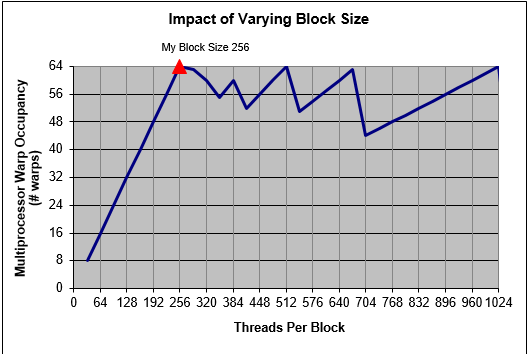 Impact of Varying Block Size
My Block Size 256
Multiprocessor Warp Occupancy
(# warps)
64
56
48
40
32
24
16
8
0
0 64 128 192 256 320 384 448 512 576 640 704 768 832 896 960 1024
Threads Per Block